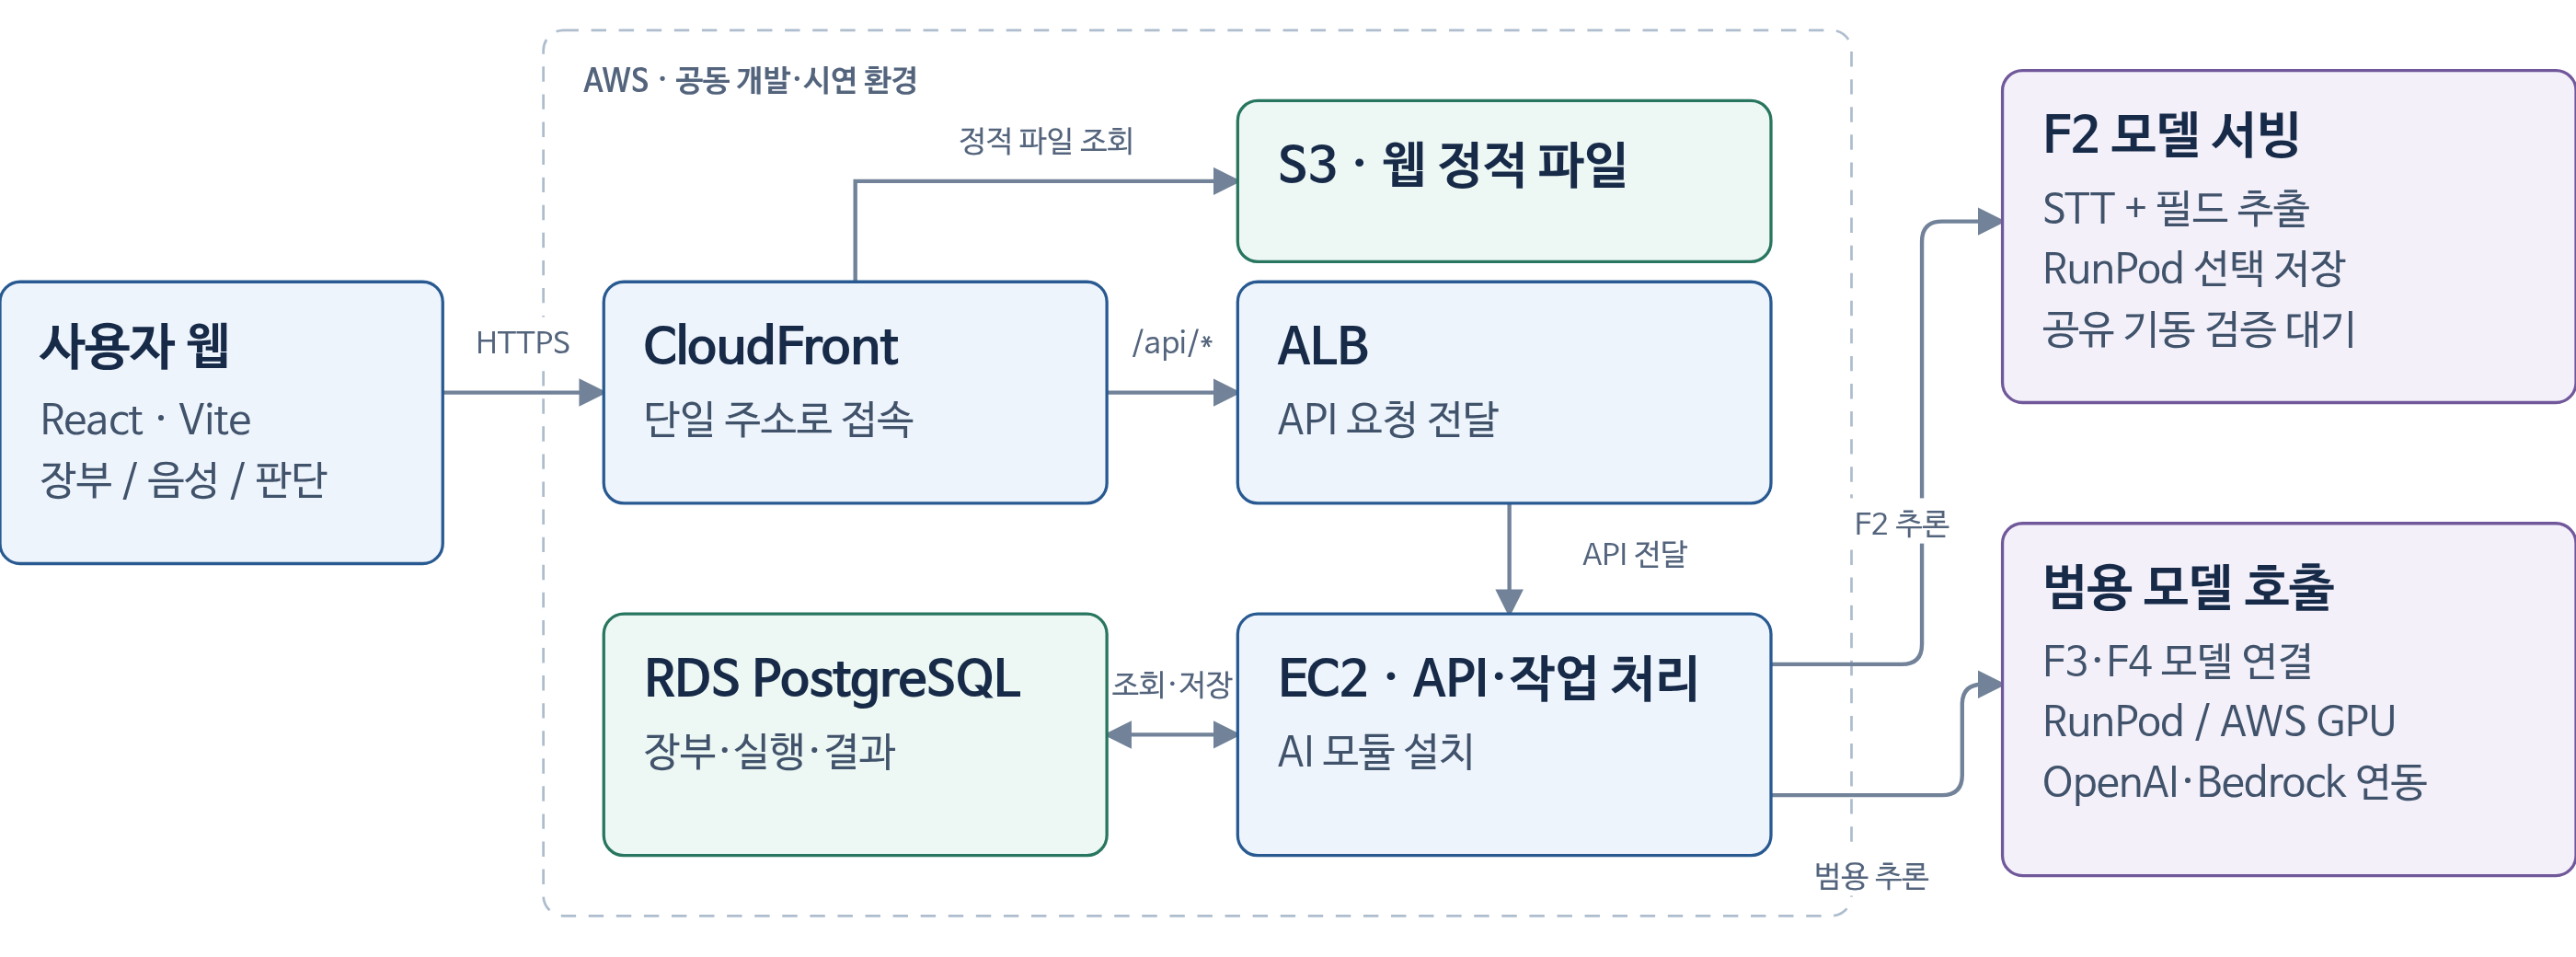 AWS · 공동 개발·시연 환경
정적 파일 조회
S3 · 웹 정적 파일
사용자 웹
React · Vite
장부 / 음성 / 판단
HTTPS
CloudFront
단일 주소로 접속
/api/*
ALB
API 요청 전달
API 전달
RDS PostgreSQL
장부·실행·결과
조회·저장
EC2 · API·작업 처리
AI 모듈 설치
F2 추론
범용 추론
F2 모델 서빙
STT + 필드 추출
RunPod 선택 저장
공유 기동 검증 대기
범용 모델 호출
F3·F4 모델 연결
RunPod / AWS GPU
OpenAI·Bedrock 연동